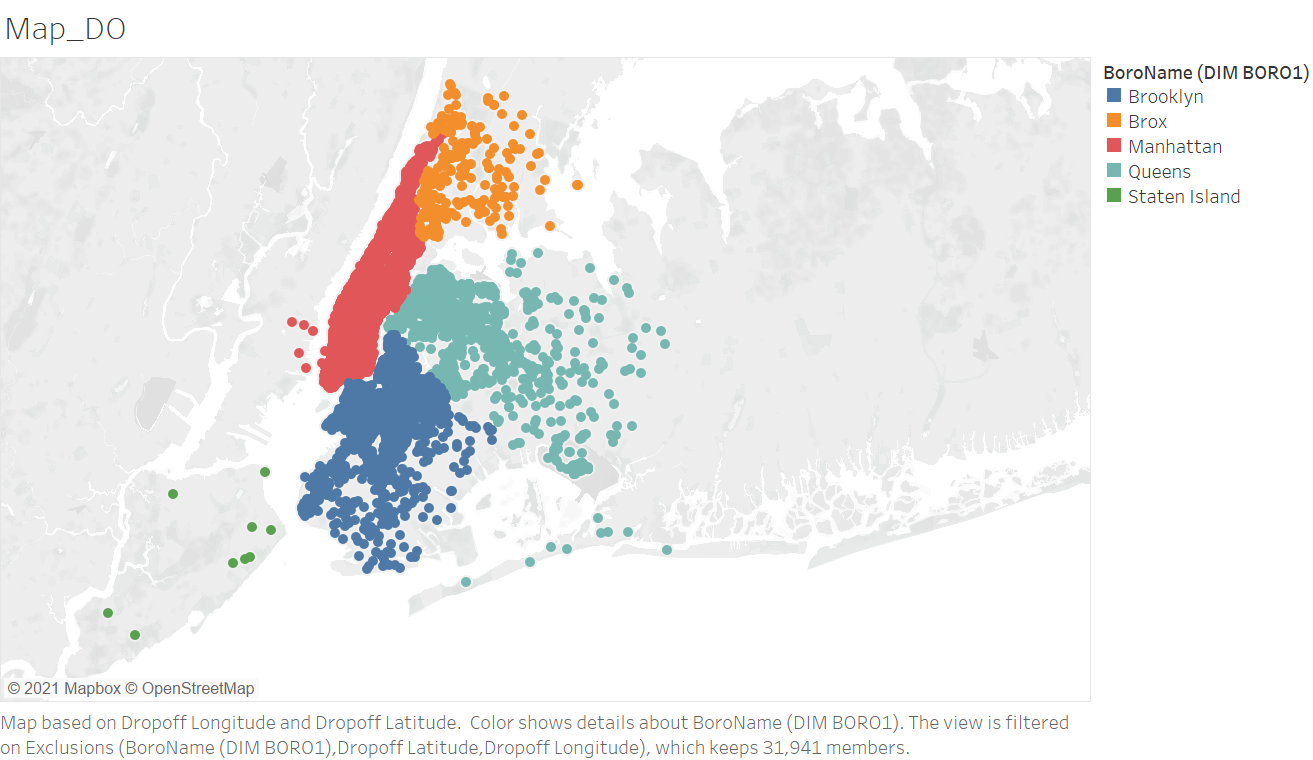 Map_DO
BoroName (DIM BORO1)
Brooklyn
Brox
Manhattan
Queens
Staten Island
© 2021 Mapbox © OpenStreetMap
Map based on Dropoff Longitude and Dropoff Latitude.  Color shows details about BoroName (DIM BORO1). The view is filtered
on Exclusions (BoroName (DIM BORO1),Dropoff Latitude,Dropoff Longitude), which keeps 31,941 members.